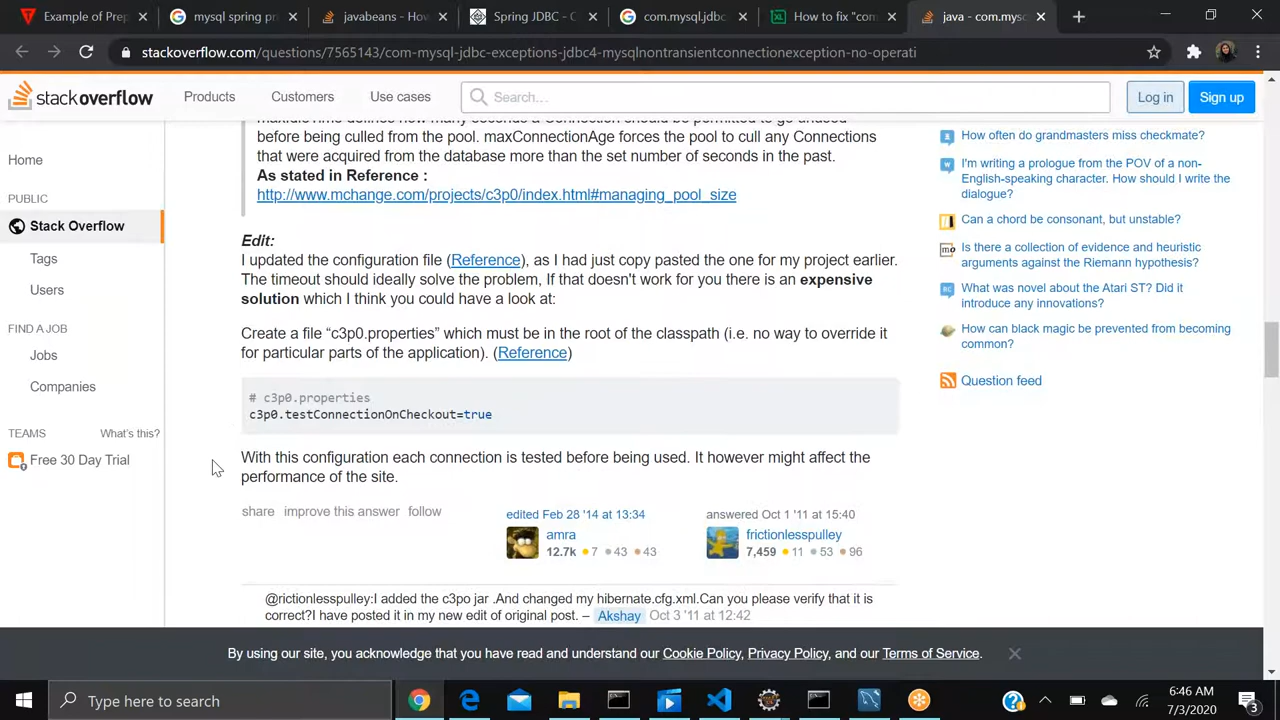 Example of Prep
mysql spring pr
javabeans - How
Spring JDBC - C
com.mysql.jdbc
How to fix "com
java - com.mysc
stackoverflow.com/questions/7565143/com-mysql-jdbc-exceptions-jdbc4-mysqlnontransientconnectionexception-no-operati
stackoverflow
Products
Customers
Use cases
Search...
Log in
Sign up
Home
PUBLIC
Stack Overflow
Tags
Users
FIND A JOB
Jobs
Companies
TEAMS
What's this?
Free 30 Day Trial
before being culled from the pool. maxConnectionAge forces the pool to cull any Connections
that were acquired from the database more than the set number of seconds in the past.
As stated in Reference :
http://www.mchange.com/projects/c3p0/index.html#managing_pool_size
Edit:
I updated the configuration file (Reference), as I had just copy pasted the one for my project earlier.
The timeout should ideally solve the problem, If that doesn't work for you there is an expensive
solution which I think you could have a look at:
Create a file “c3p0.properties” which must be in the root of the classpath (i.e. no way to override it
for particular parts of the application). (Reference)
# c3p0.properties
c3p0.testConnectionOnCheckout=true
With this configuration each connection is tested before being used. It however might affect the
performance of the site.
share improve this answer follow
edited Feb 28 '14 at 13:34
amra
12.7k 7 43 43
answered Oct 1 '11 at 15:40
frictionlesspulley
7,459 11 53 96
@rictionlesspulley:I added the c3po jar .And changed my hibernate.cfg.xml.Can you please verify that it is
correct?I have posted it in my new edit of original post. – Akshay Oct 3 '11 at 12:42
How often do grandmasters miss checkmate?
I'm writing a prologue from the POV of a non-
English-speaking character. How should I write the
dialogue?
Can a chord be consonant, but unstable?
Is there a collection of evidence and heuristic
arguments against the Riemann hypothesis?
What was novel about the Atari ST? Did it
introduce any innovations?
How can black magic be prevented from becoming
common?
Question feed
By using our site, you acknowledge that you have read and understand our Cookie Policy, Privacy Policy, and our Terms of Service.
Type here to search
6:46 AM
7/3/2020
3